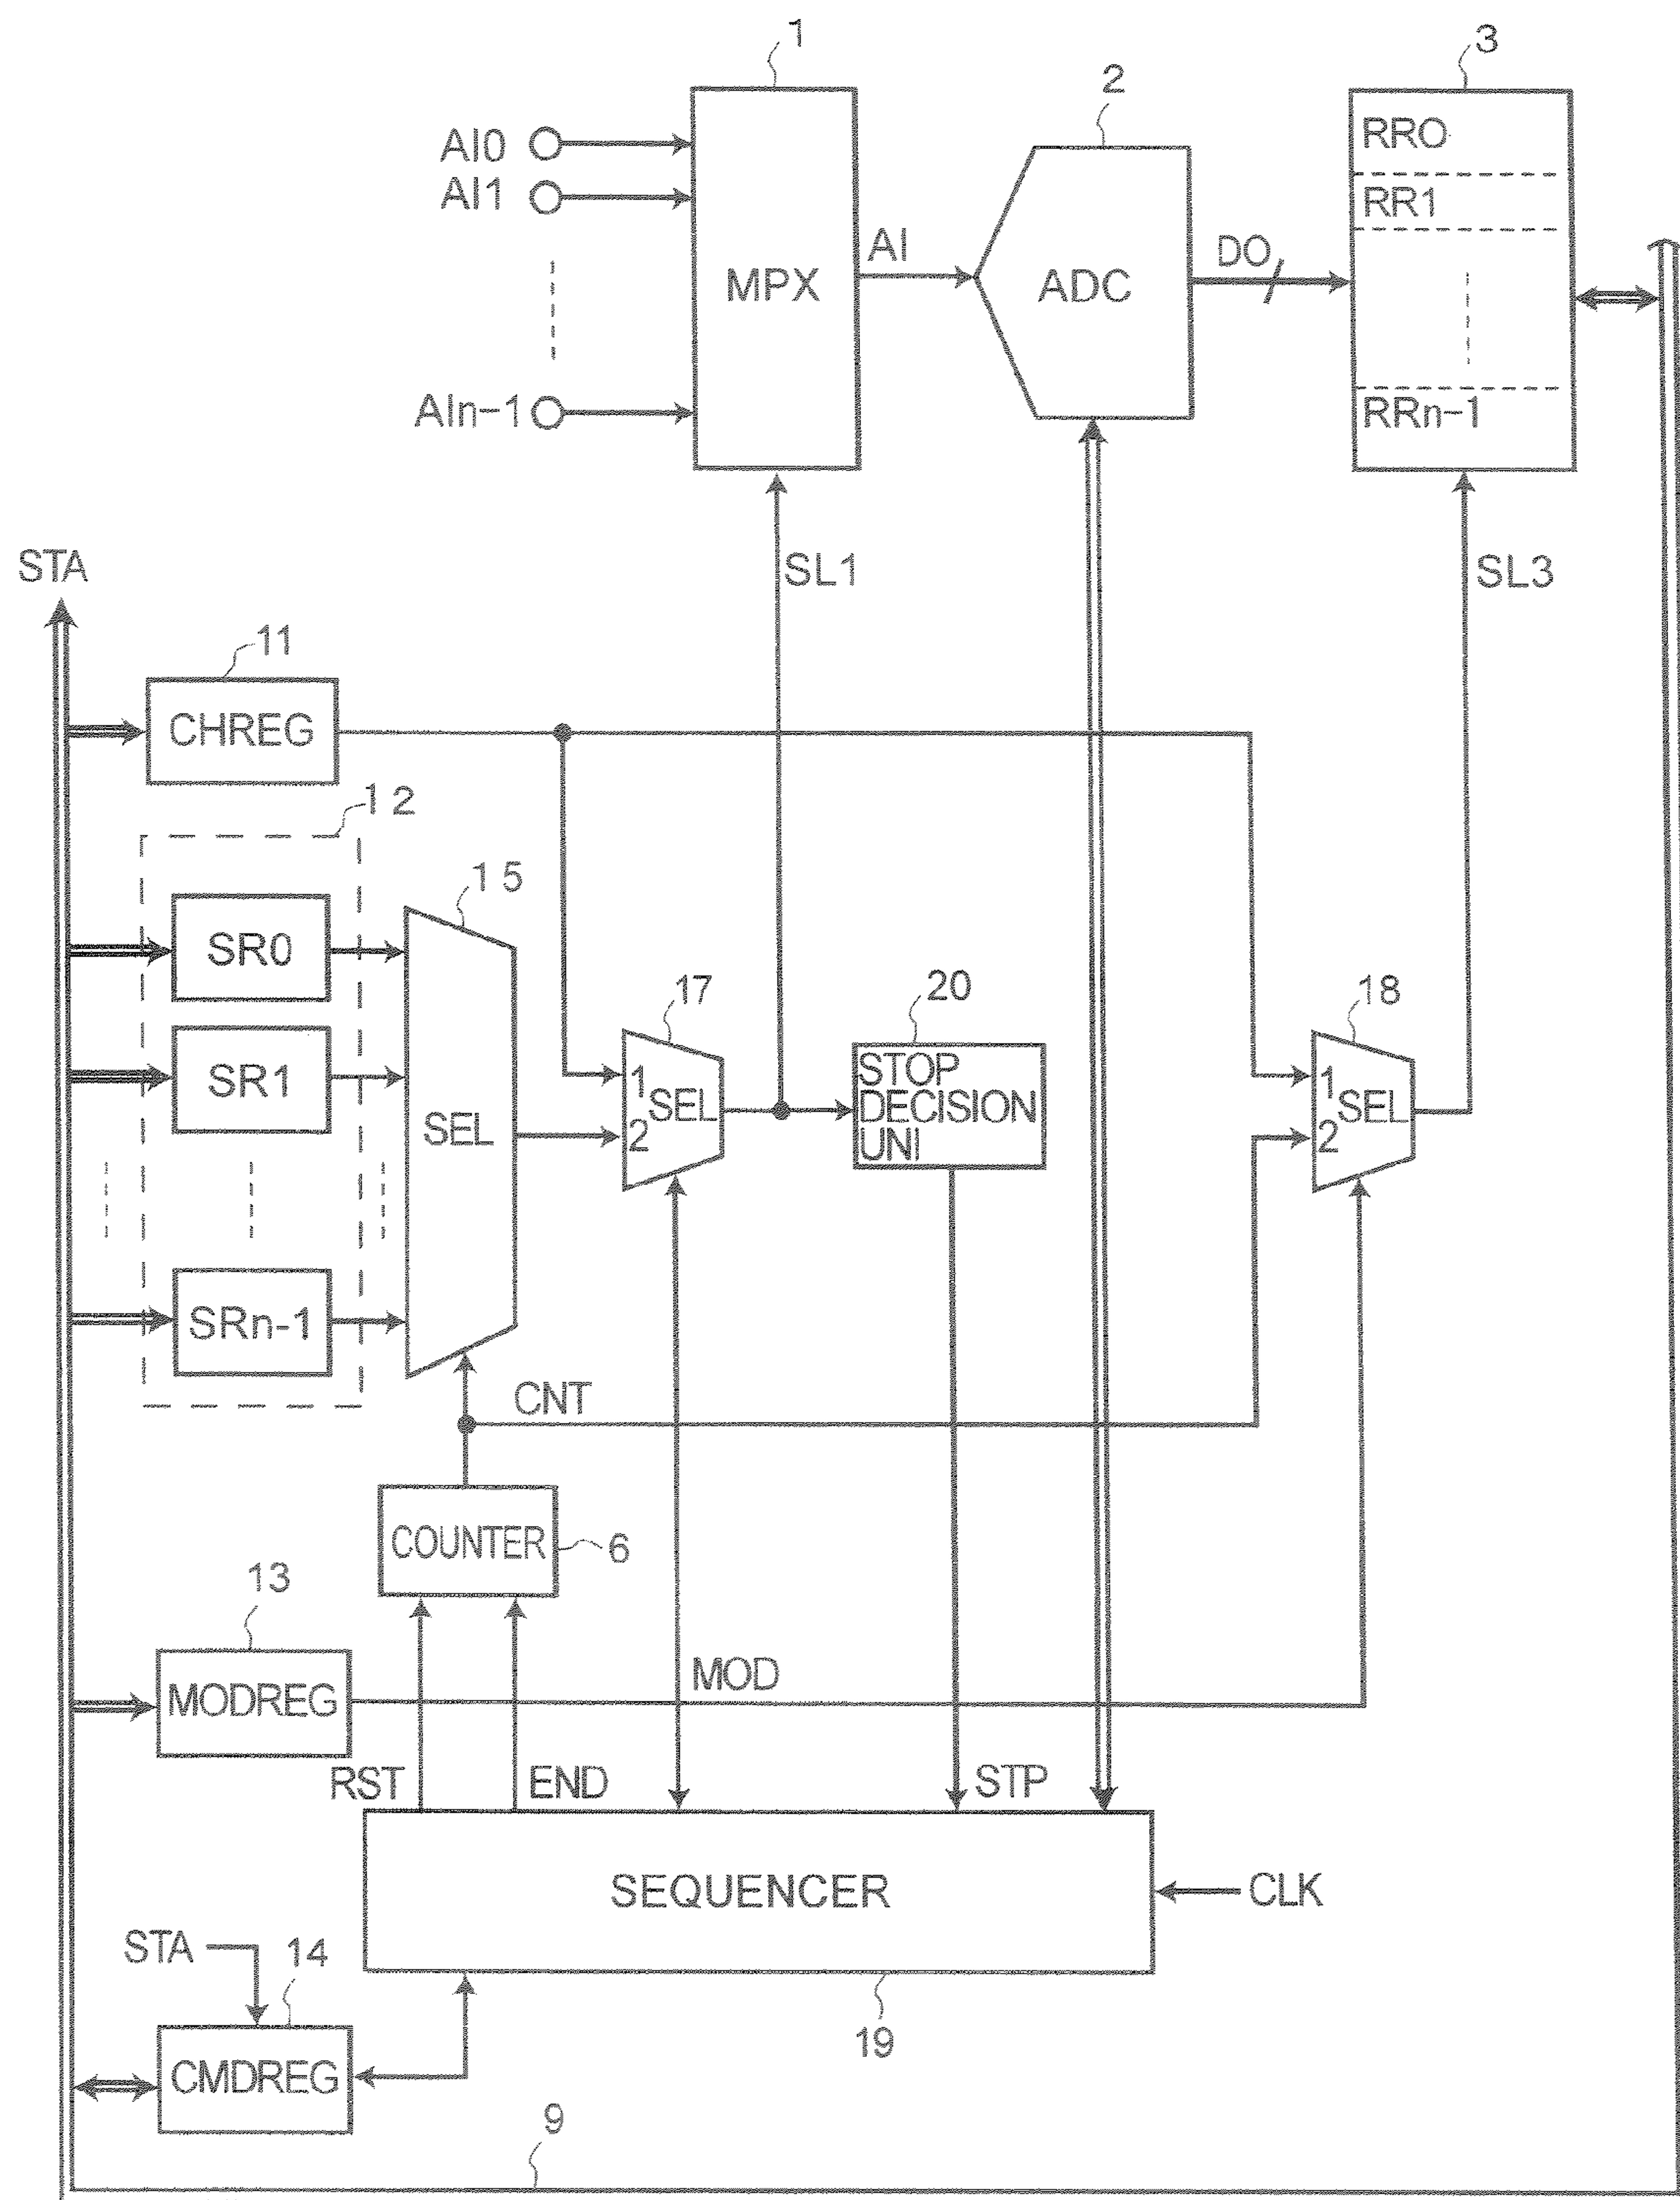 1
2
3
AI0
AI1
AIn-1
MPX
AI
ADC
DO
RR0
RR1
RRn-1
STA
SL1
SL3
11
CHREG
12
SR0
SR1
SRn-1
15
SEL
17
1
2
SEL
20
STOP
DECISION
UNI
18
1
2
SEL
CNT
COUNTER
6
13
MODREG
MOD
RST
END
STP
SEQUENCER
CLK
19
STA
14
CMDREG
9